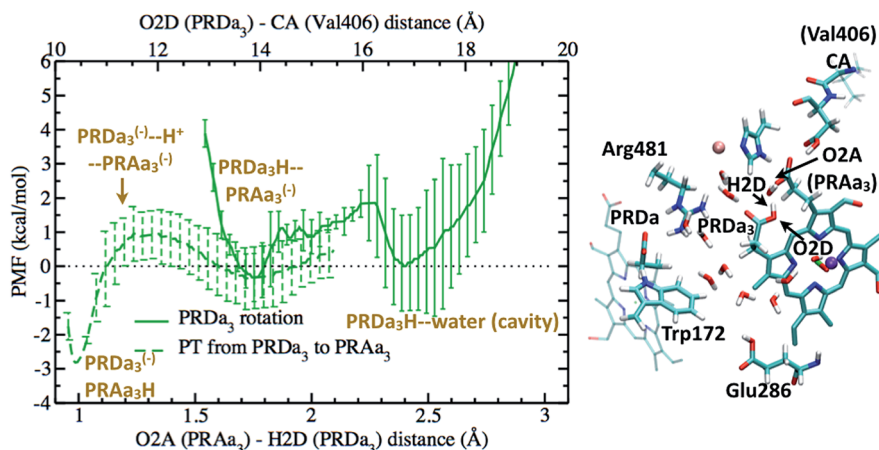 O2D (PRDa₃) - CA (Val406) distance (Å)
10 12 14 16 18 20
PMF (kcal/mol)
6
5
4
3
2
1
0
-1
-2
-3
-4
PRDa₃⁽⁻⁾--H⁺
--PRAa₃⁽⁻⁾
PRDa₃H--
PRAa₃⁽⁻⁾
PRDa₃ rotation
PT from PRDa₃ to PRAa₃
PRDa₃H--water (cavity)
PRDa₃⁽⁻⁾
PRAa₃H
1 1.5 2 2.5 3
O2A (PRAa₃) - H2D (PRDa₃) distance (Å)
(Val406)
CA
Arg481
O2A
(PRAa₃)
H2D
PRDa
PRDa₃
O2D
Trp172
Glu286